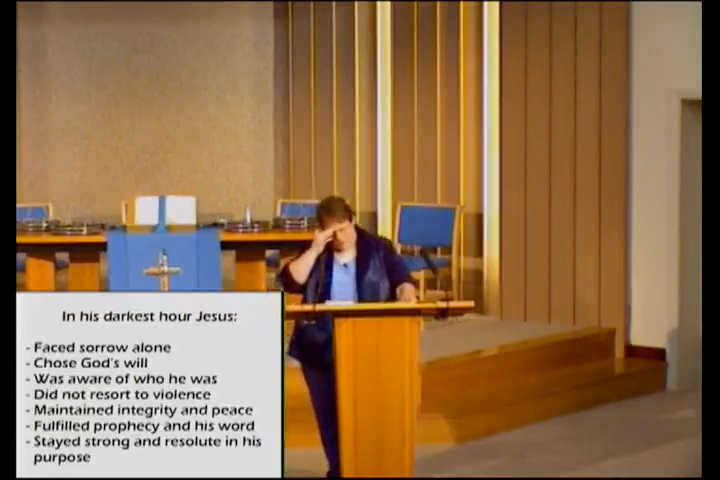 In his darkest hour Jesus:
- Faced sorrow alone
- Chose God's will
- Was aware of who he was
- Did not resort to violence
- Maintained integrity and peace
- Fulfilled prophecy and his word
- Stayed strong and resolute in his
purpose